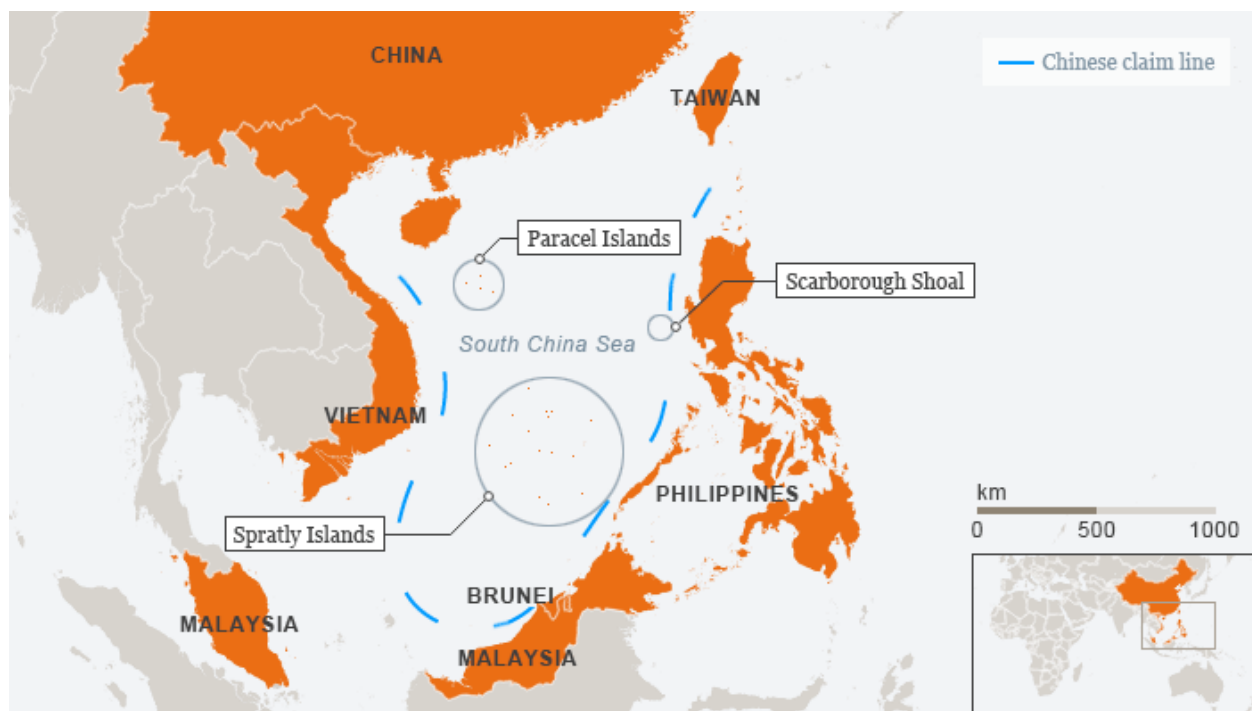 CHINA
Chinese claim line
TAIWAN
Paracel Islands
Scarborough Shoal
South China Sea
VIETNAM
PHILIPPINES
km
0 500 1000
Spratly Islands
BRUNEI
MALAYSIA
MALAYSIA